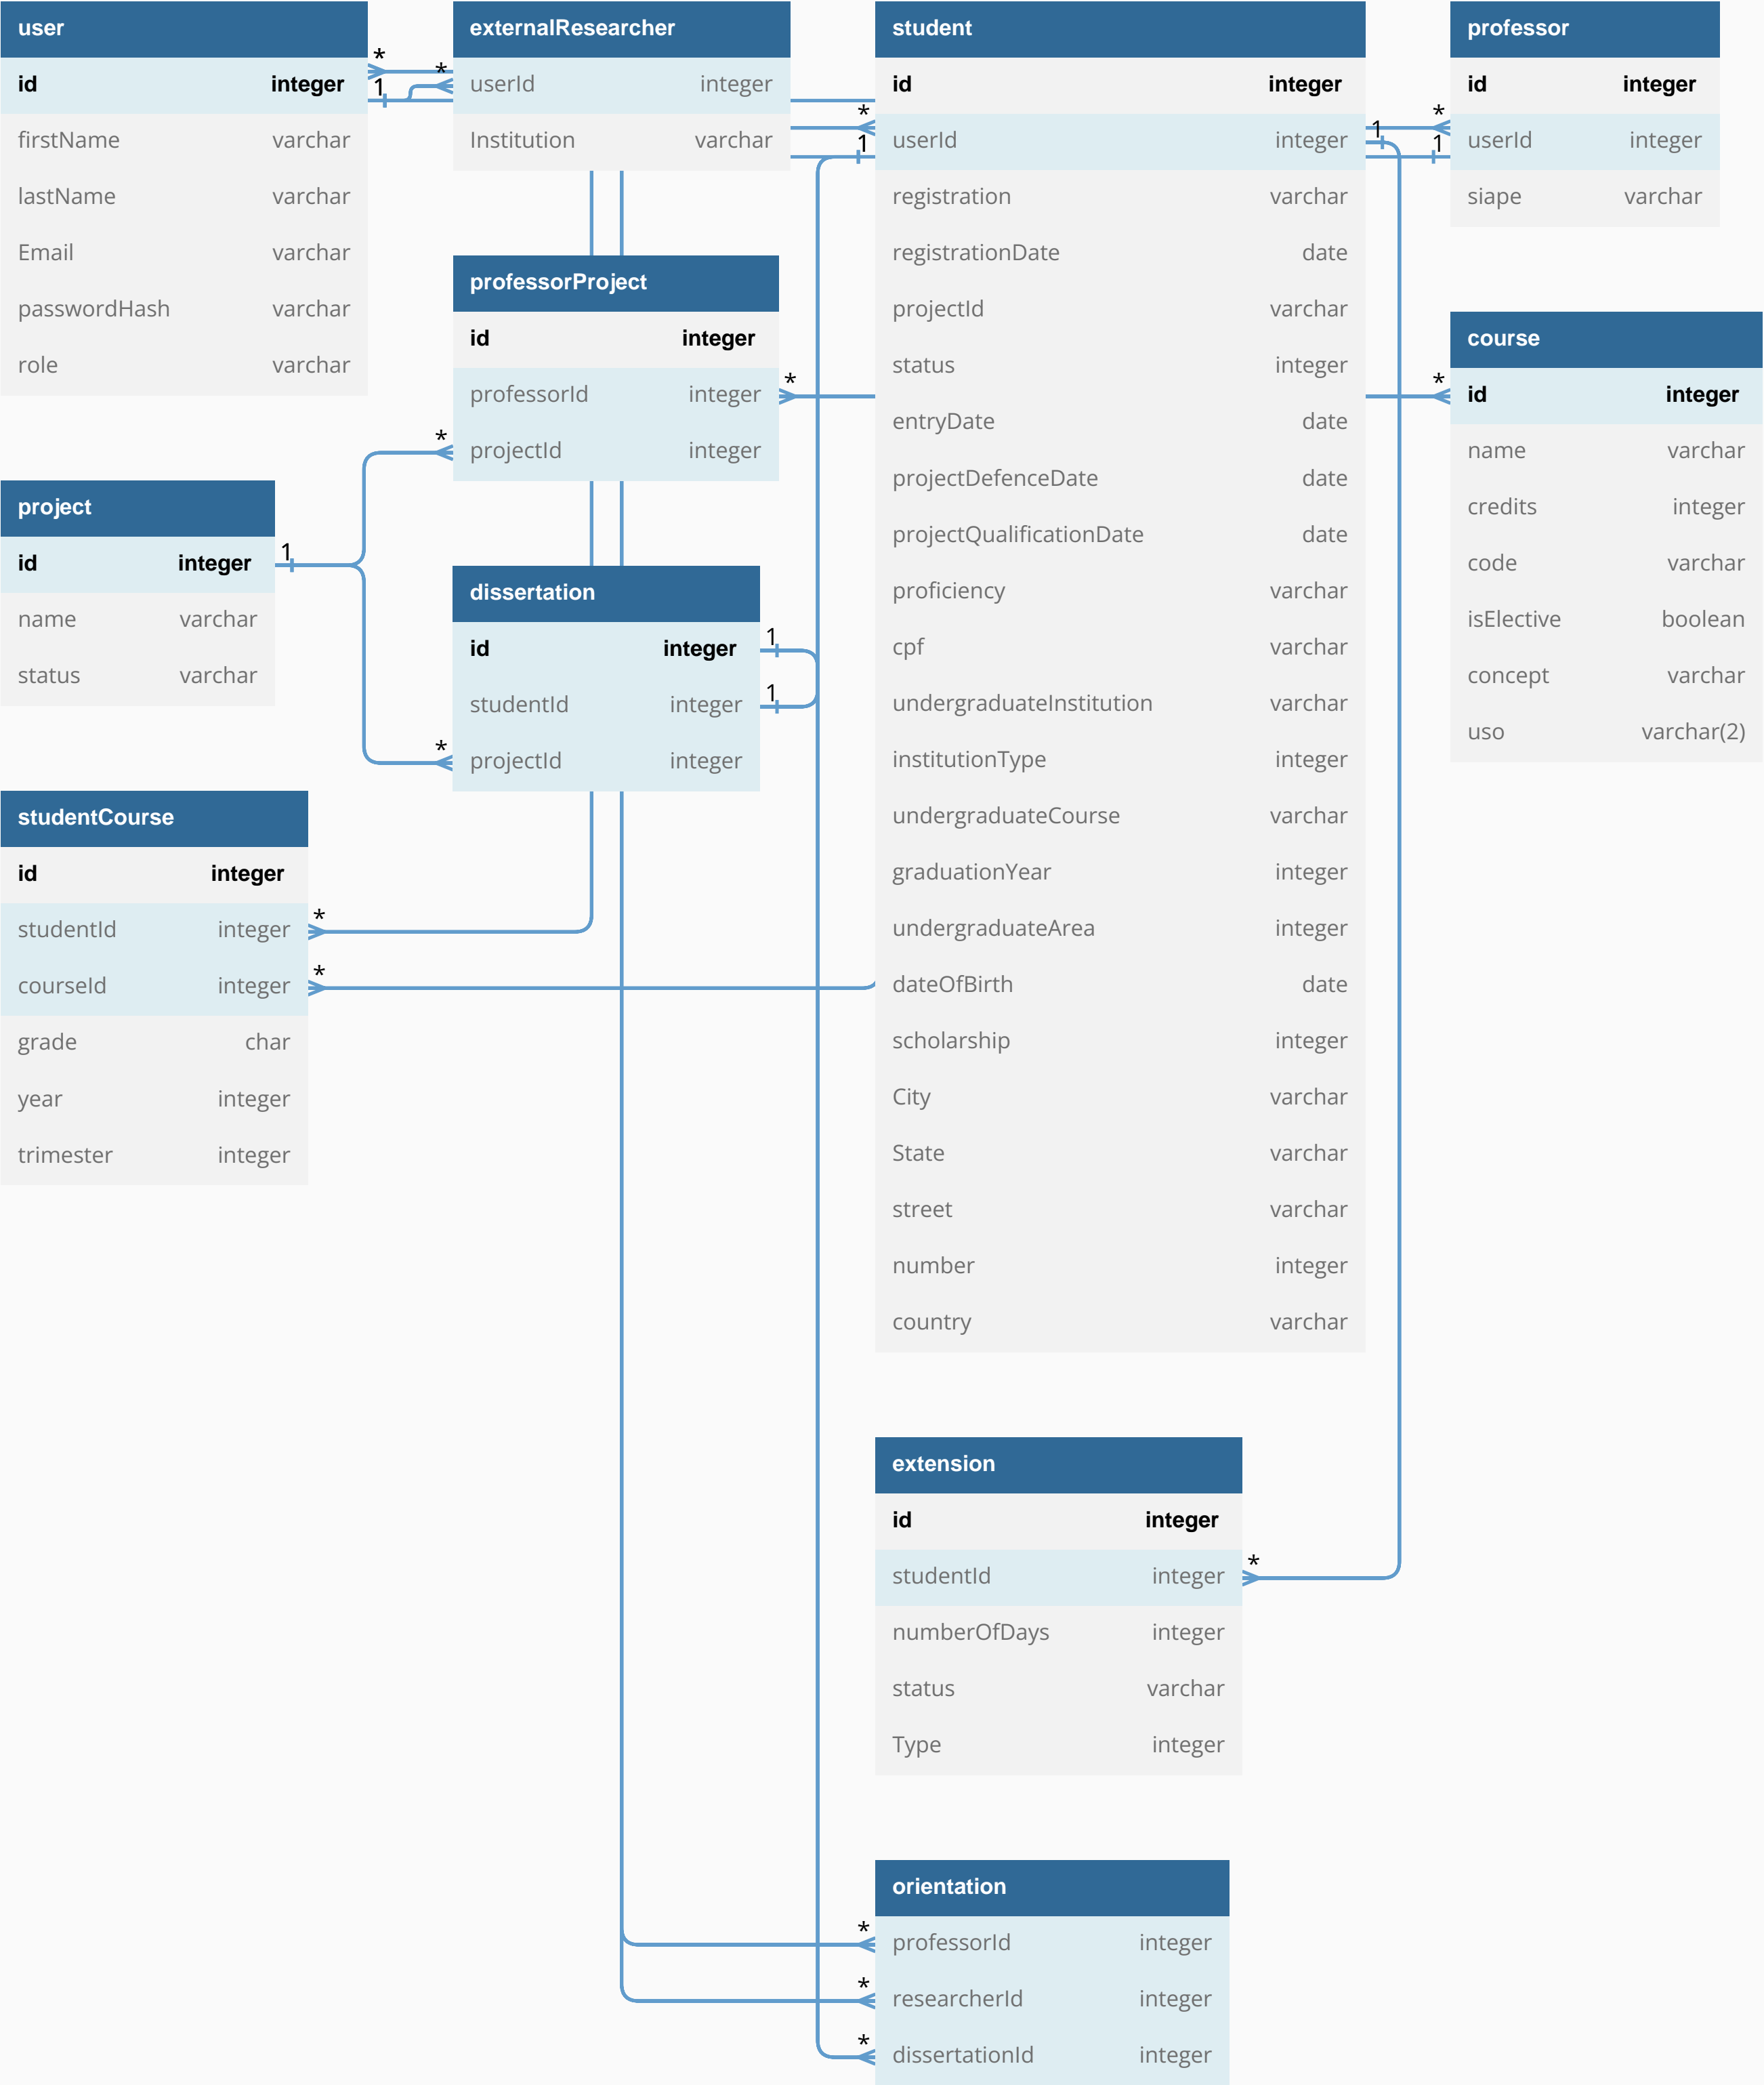 user
id integer
firstName varchar
lastName varchar
Email varchar
passwordHash varchar
role varchar
* 
1
*
externalResearcher
userId integer
Institution varchar
professorProject
id integer
professorId integer
projectId integer
*
*
project
id integer
name varchar
status varchar
1
dissertation
id integer
studentId integer
projectId integer
1
1
*
studentCourse
id integer
studentId integer
courseId integer
grade char
year integer
trimester integer
*
*
student
id integer
userId integer
registration varchar
registrationDate date
projectId varchar
status integer
entryDate date
projectDefenceDate date
projectQualificationDate date
proficiency varchar
cpf varchar
undergraduateInstitution varchar
institutionType integer
undergraduateCourse varchar
graduationYear integer
undergraduateArea integer
dateOfBirth date
scholarship integer
City varchar
State varchar
street varchar
number integer
country varchar
*
1
1
professor
id integer
userId integer
siape varchar
*
1
course
id integer
name varchar
credits integer
code varchar
isElective boolean
concept varchar
uso varchar(2)
*
extension
id integer
studentId integer
numberOfDays integer
status varchar
Type integer
*
orientation
professorId integer
researcherId integer
dissertationId integer
*
*
*